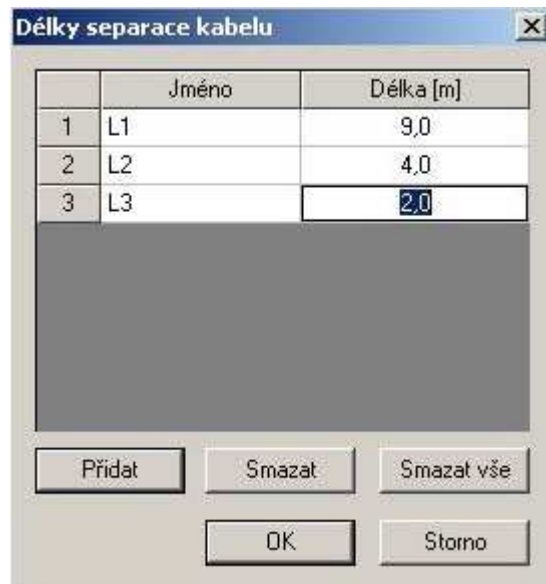 Délky separace kabelu
Jméno Délka [m]
1 L1 9,0
2 L2 4,0
3 L3 2,0
Přidat Smazat Smazat vše
OK Storno